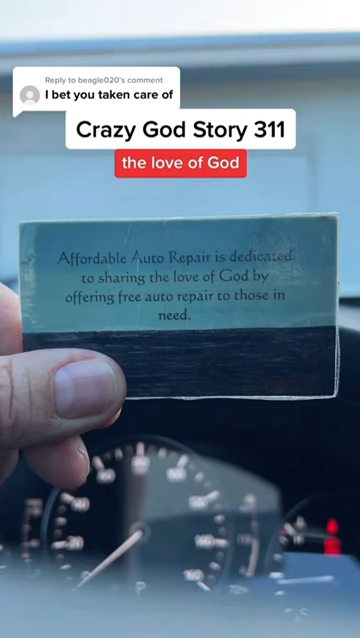 Reply to beagle020's comment
I bet you taken care of
Crazy God Story 311
the love of God
Affordable Auto Repair is dedicated
to sharing the love of God by
offering free auto repair to those in
need.